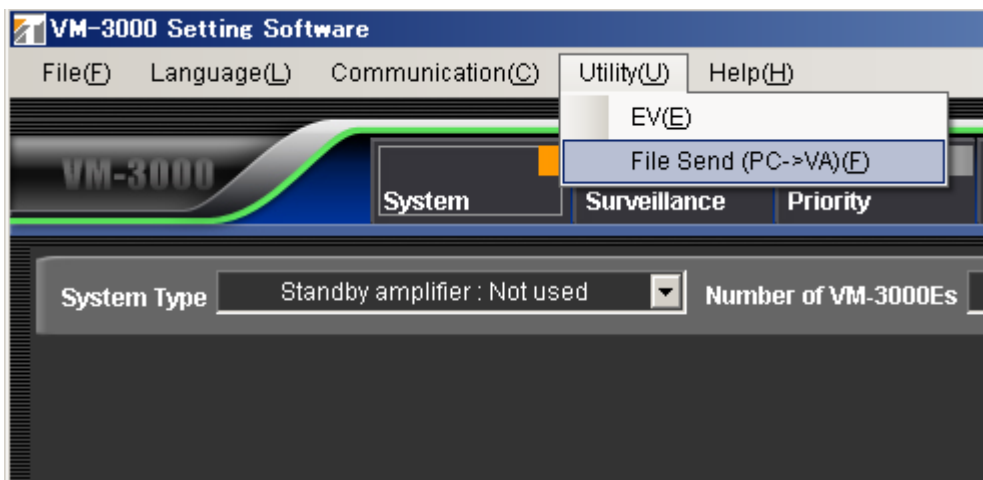 VM-3000 Setting Software
File(F) Language(L) Communication(C) Utility(U) Help(H)
EV(E)
File Send (PC->VA)(F)
VM-3000
System Surveillance Priority
System Type Standby amplifier : Not used Number of VM-3000Es